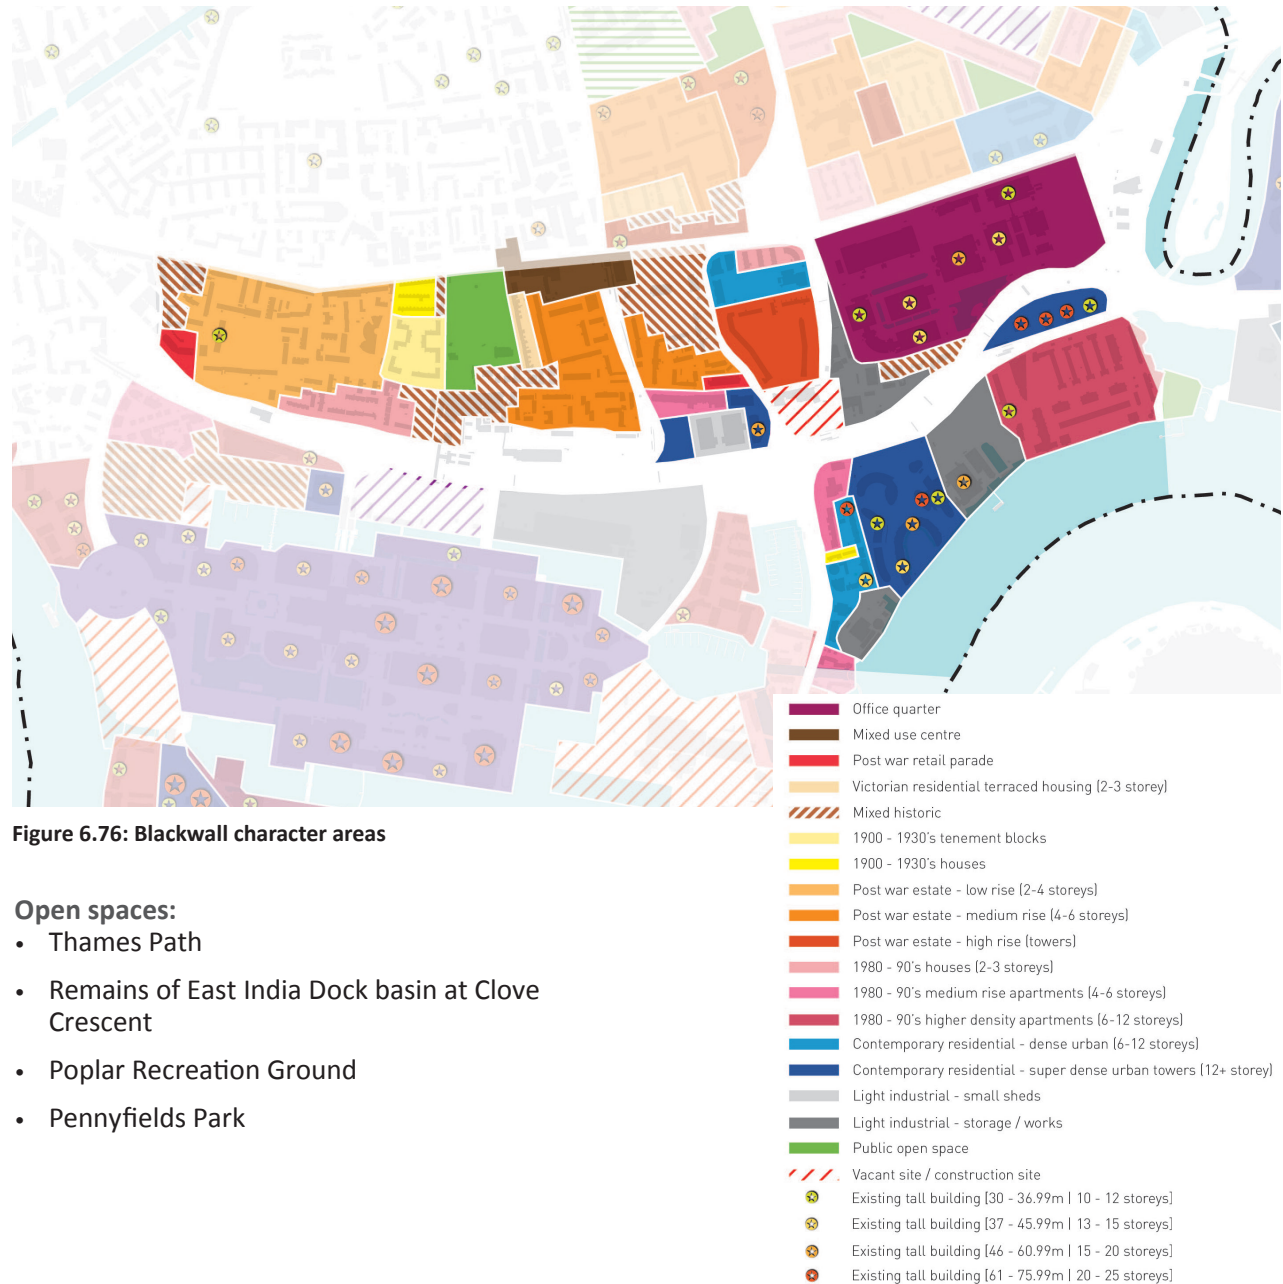 Office quarter
Mixed use centre
Post war retail parade
Victorian residential terraced housing (2-3 storey)
Mixed historic
1900 - 1930's tenement blocks
1900 - 1930's houses
Post war estate - low rise (2-4 storeys)
Post war estate - medium rise (4-6 storeys)
Post war estate - high rise (towers)
1980 - 90's houses (2-3 storeys)
1980 - 90's medium rise apartments (4-6 storeys)
1980 - 90's higher density apartments (6-12 storeys)
Contemporary residential - dense urban (6-12 storeys)
Contemporary residential - super dense urban towers (12+ storey)
Light industrial - small sheds
Light industrial - storage / works
Public open space
Vacant site / construction site
Existing tall building [30 - 36.99m | 10 - 12 storeys]
Existing tall building [37 - 45.99m | 13 - 15 storeys]
Existing tall building [46 - 60.99m | 15 - 20 storeys]
Existing tall building [61 - 75.99m | 20 - 25 storeys]
Figure 6.76: Blackwall character areas
Open spaces:
• Thames Path
• Remains of East India Dock basin at Clove
Crescent
• Poplar Recreation Ground
• Pennyfields Park